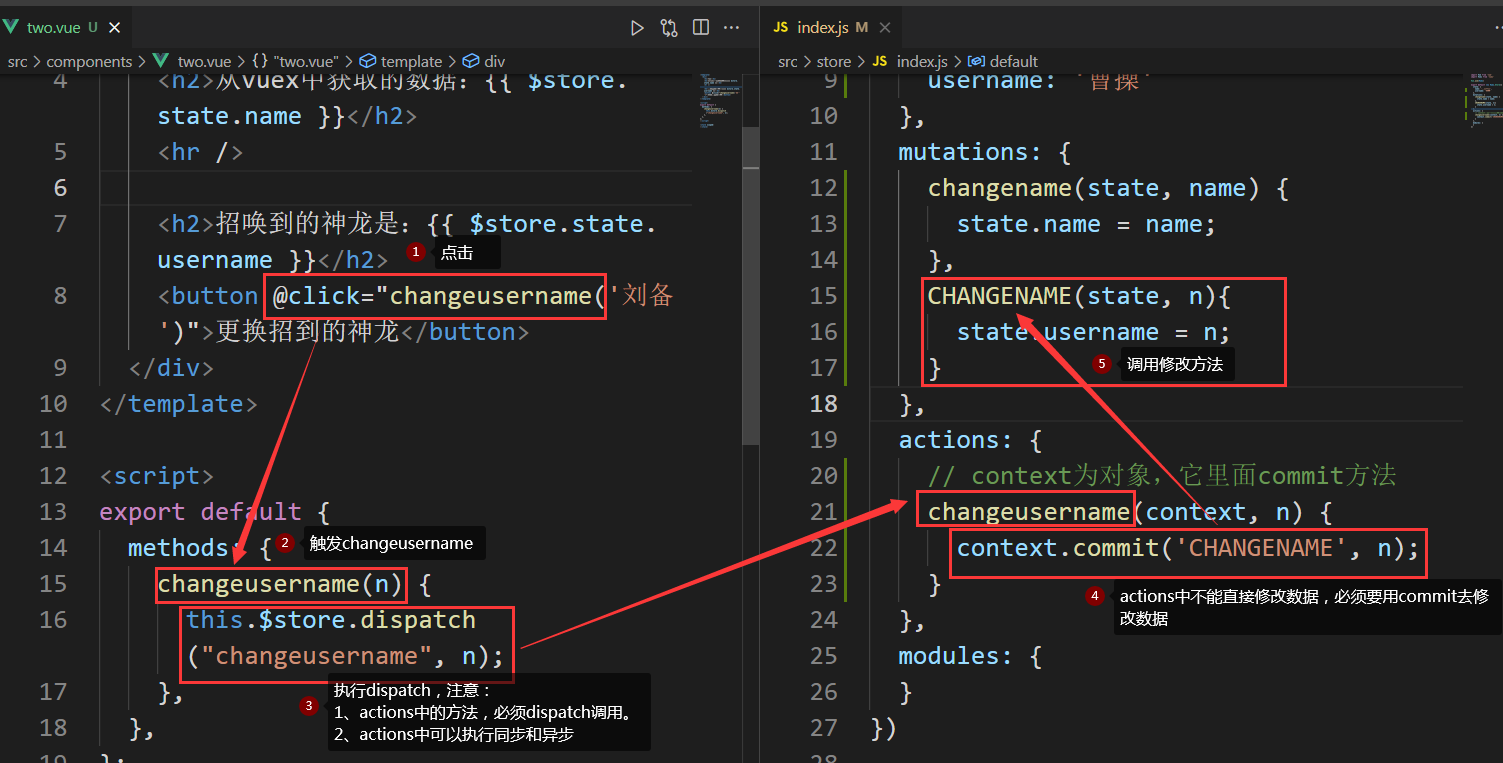 two.vue U
src > components > two.vue > {} "two.vue" > template > div
4 <h2>从vuex中获取的数据: {{ $store.
state.name }}</h2>
5 <hr />
6
7 <h2>招唤到的神龙是: {{ $store.state.
username }}</h2>
1 点击
8 <button @click="changeusername('刘备
')">更换招到的神龙</button>
9 </div>
10 </template>
11
12 <script>
13 export default {
14 methods: {
2 触发changeusername
15 changeusername(n) {
16 this.$store.dispatch
("changeusername", n);
17 },
3 执行dispatch，注意：
1、actions中的方法，必须dispatch调用。
2、actions中可以执行同步和异步
18 },
19 };
JS index.js M
src > store > JS index.js > default
9 username: '曹操'
10 },
11 mutations: {
12 changename(state, name) {
13 state.name = name;
14 },
15 CHANGENAME(state, n){
16 state.username = n;
17 }
5 调用修改方法
18 },
19 actions: {
20 // context为对象，它里面commit方法
21 changeusername(context, n) {
22 context.commit('CHANGENAME', n);
23 }
4 actions中不能直接修改数据，必须要用commit去修
改数据
24 },
25 modules: {
26 }
27 })
28